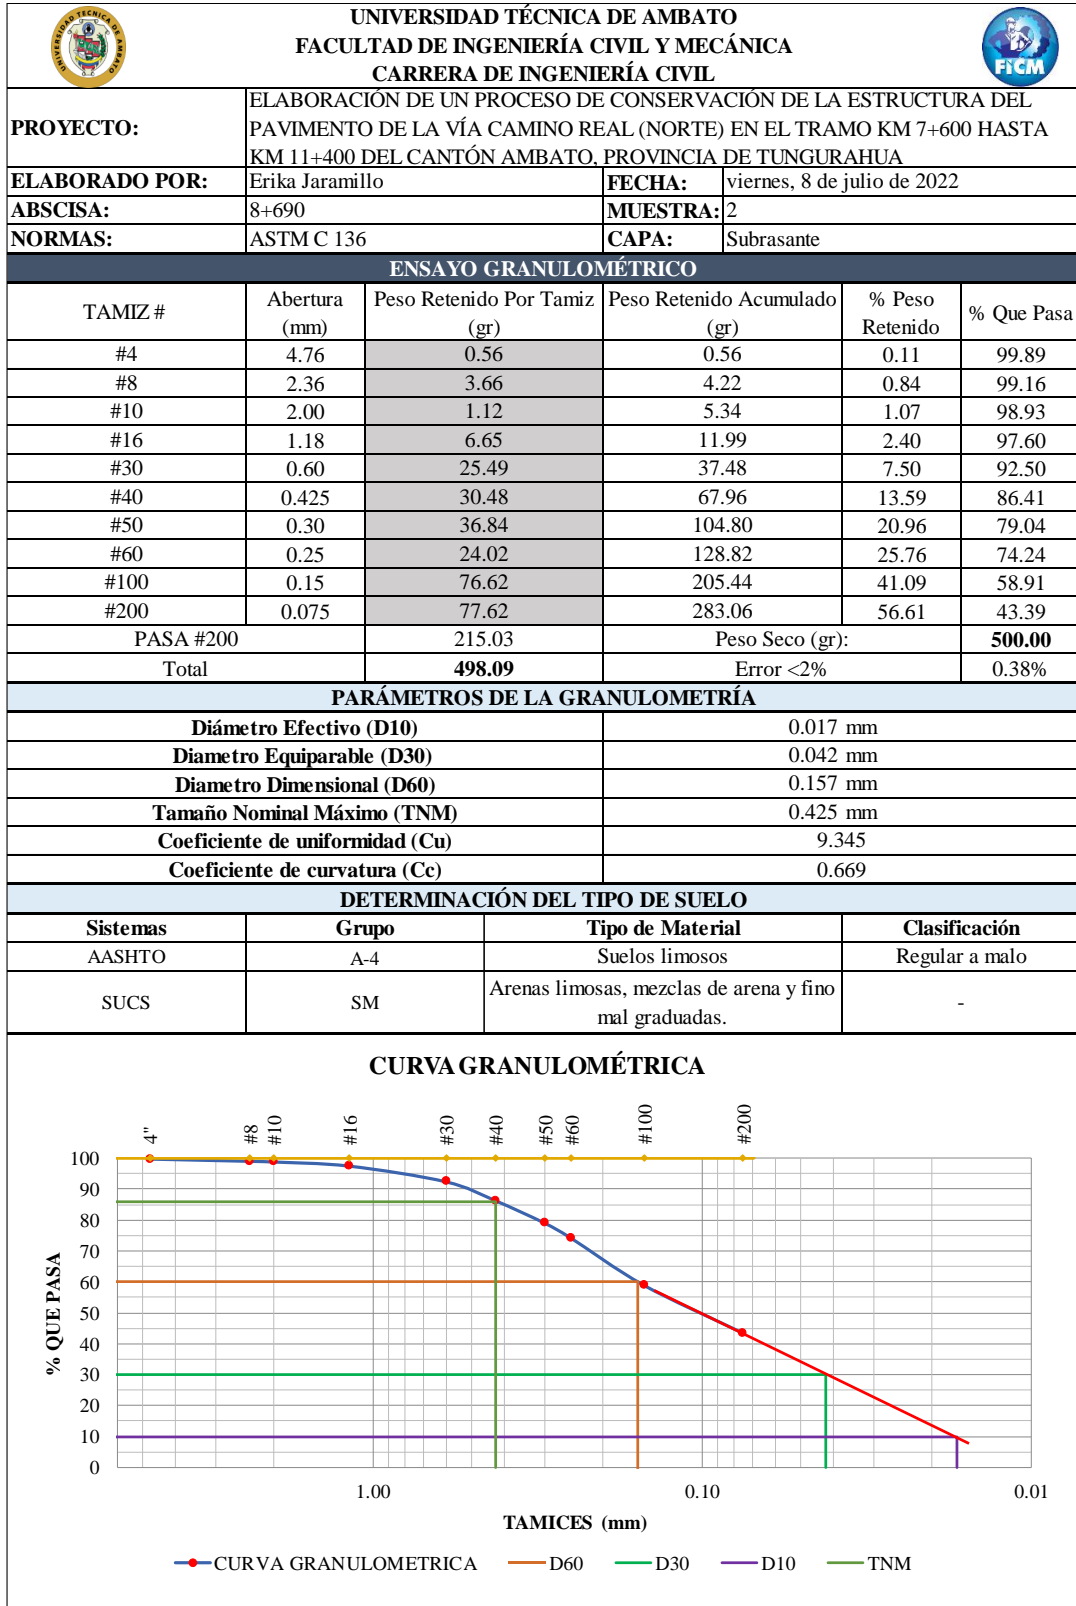 UNIVERSIDAD TÉCNICA DE AMBATO
FACULTAD DE INGENIERÍA CIVIL Y MECÁNICA
CARRERA DE INGENIERÍA CIVIL
UNIVERSIDAD TECNICA DE AMBATO
FICM
PROYECTO:
ELABORACIÓN DE UN PROCESO DE CONSERVACIÓN DE LA ESTRUCTURA DEL
PAVIMENTO DE LA VÍA CAMINO REAL (NORTE) EN EL TRAMO KM 7+600 HASTA
KM 11+400 DEL CANTÓN AMBATO, PROVINCIA DE TUNGURAHUA
ELABORADO POR: Erika Jaramillo FECHA: viernes, 8 de julio de 2022
ABSCISA: 8+690 MUESTRA: 2
NORMAS: ASTM C 136 CAPA: Subrasante
ENSAYO GRANULOMÉTRICO
TAMIZ # Abertura (mm) Peso Retenido Por Tamiz (gr) Peso Retenido Acumulado (gr) % Peso Retenido % Que Pasa
#4 4.76 0.56 0.56 0.11 99.89
#8 2.36 3.66 4.22 0.84 99.16
#10 2.00 1.12 5.34 1.07 98.93
#16 1.18 6.65 11.99 2.40 97.60
#30 0.60 25.49 37.48 7.50 92.50
#40 0.425 30.48 67.96 13.59 86.41
#50 0.30 36.84 104.80 20.96 79.04
#60 0.25 24.02 128.82 25.76 74.24
#100 0.15 76.62 205.44 41.09 58.91
#200 0.075 77.62 283.06 56.61 43.39
PASA #200 215.03 Peso Seco (gr): 500.00
Total 498.09 Error <2% 0.38%
PARÁMETROS DE LA GRANULOMETRÍA
Diámetro Efectivo (D10) 0.017 mm
Diametro Equiparable (D30) 0.042 mm
Diametro Dimensional (D60) 0.157 mm
Tamaño Nominal Máximo (TNM) 0.425 mm
Coeficiente de uniformidad (Cu) 9.345
Coeficiente de curvatura (Cc) 0.669
DETERMINACIÓN DEL TIPO DE SUELO
Sistemas Grupo Tipo de Material Clasificación
AASHTO A-4 Suelos limosos Regular a malo
SUCS SM Arenas limosas, mezclas de arena y fino mal graduadas. -
CURVA GRANULOMÉTRICA
4" #8 #10 #16 #30 #40 #50 #60 #100 #200
100
90
80
70
60
50
40
30
20
10
0
% QUE PASA
1.00 0.10 0.01
TAMICES (mm)
CURVA GRANULOMETRICA D60 D30 D10 TNM